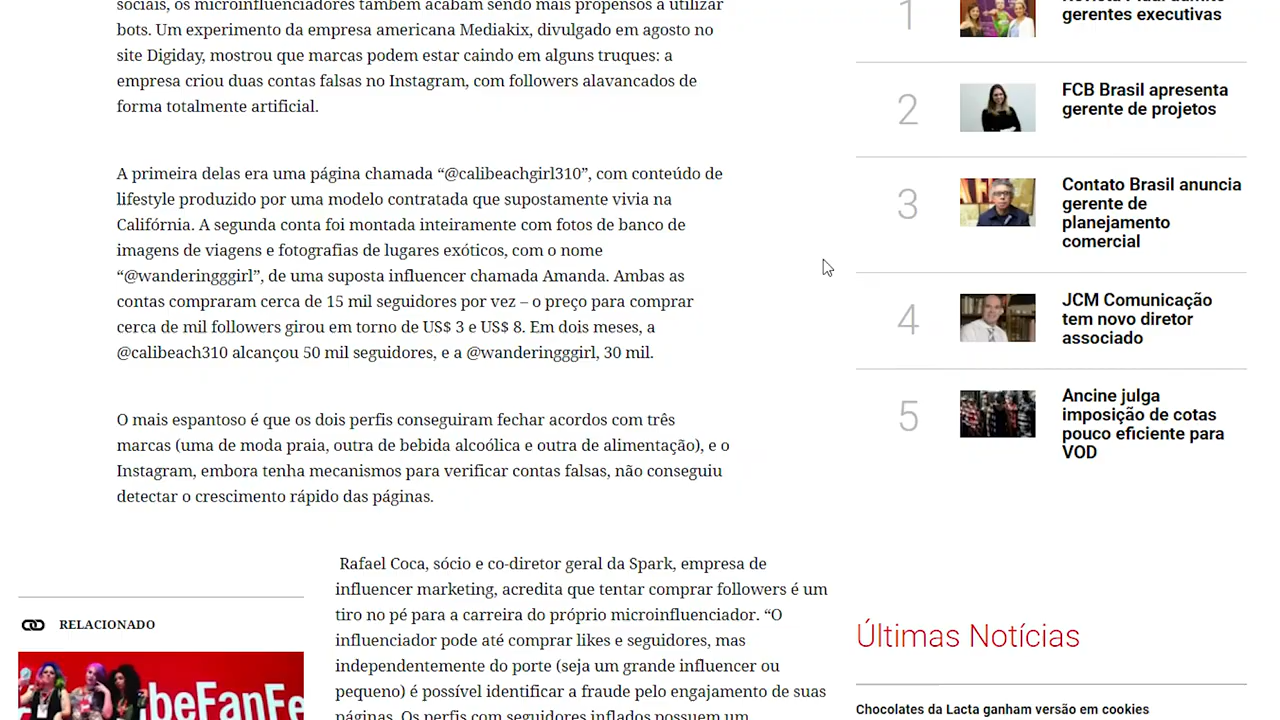 sociais, os microinfluenciadores também acabam sendo mais propensos a utilizar
bots. Um experimento da empresa americana Mediakix, divulgado em agosto no
site Digiday, mostrou que marcas podem estar caindo em alguns truques: a
empresa criou duas contas falsas no Instagram, com followers alavancados de
forma totalmente artificial.
A primeira delas era uma página chamada “@calibeachgirl310”, com conteúdo de
lifestyle produzido por uma modelo contratada que supostamente vivia na
Califórnia. A segunda conta foi montada inteiramente com fotos de banco de
imagens de viagens e fotografias de lugares exóticos, com o nome
“@wanderingggirl”, de uma suposta influencer chamada Amanda. Ambas as
contas compraram cerca de 15 mil seguidores por vez – o preço para comprar
cerca de mil followers girou em torno de US$ 3 e US$ 8. Em dois meses, a
@calibeach310 alcançou 50 mil seguidores, e a @wanderingggirl, 30 mil.
O mais espantoso é que os dois perfis conseguiram fechar acordos com três
marcas (uma de moda praia, outra de bebida alcoólica e outra de alimentação), e o
Instagram, embora tenha mecanismos para verificar contas falsas, não conseguiu
detectar o crescimento rápido das páginas.
RELACIONADO
beFanFe
Rafael Coca, sócio e co-diretor geral da Spark, empresa de
influencer marketing, acredita que tentar comprar followers é um
tiro no pé para a carreira do próprio microinfluenciador. “O
influenciador pode até comprar likes e seguidores, mas
independentemente do porte (seja um grande influencer ou
pequeno) é possível identificar a fraude pelo engajamento de suas
páginas. Os perfis com seguidores inflados possuem um
1
gerentes executivas
2
FCB Brasil apresenta
gerente de projetos
3
Contato Brasil anuncia
gerente de
planejamento
comercial
4
JCM Comunicação
tem novo diretor
associado
5
Ancine julga
imposição de cotas
pouco eficiente para
VOD
Últimas Notícias
Chocolates da Lacta ganham versão em cookies